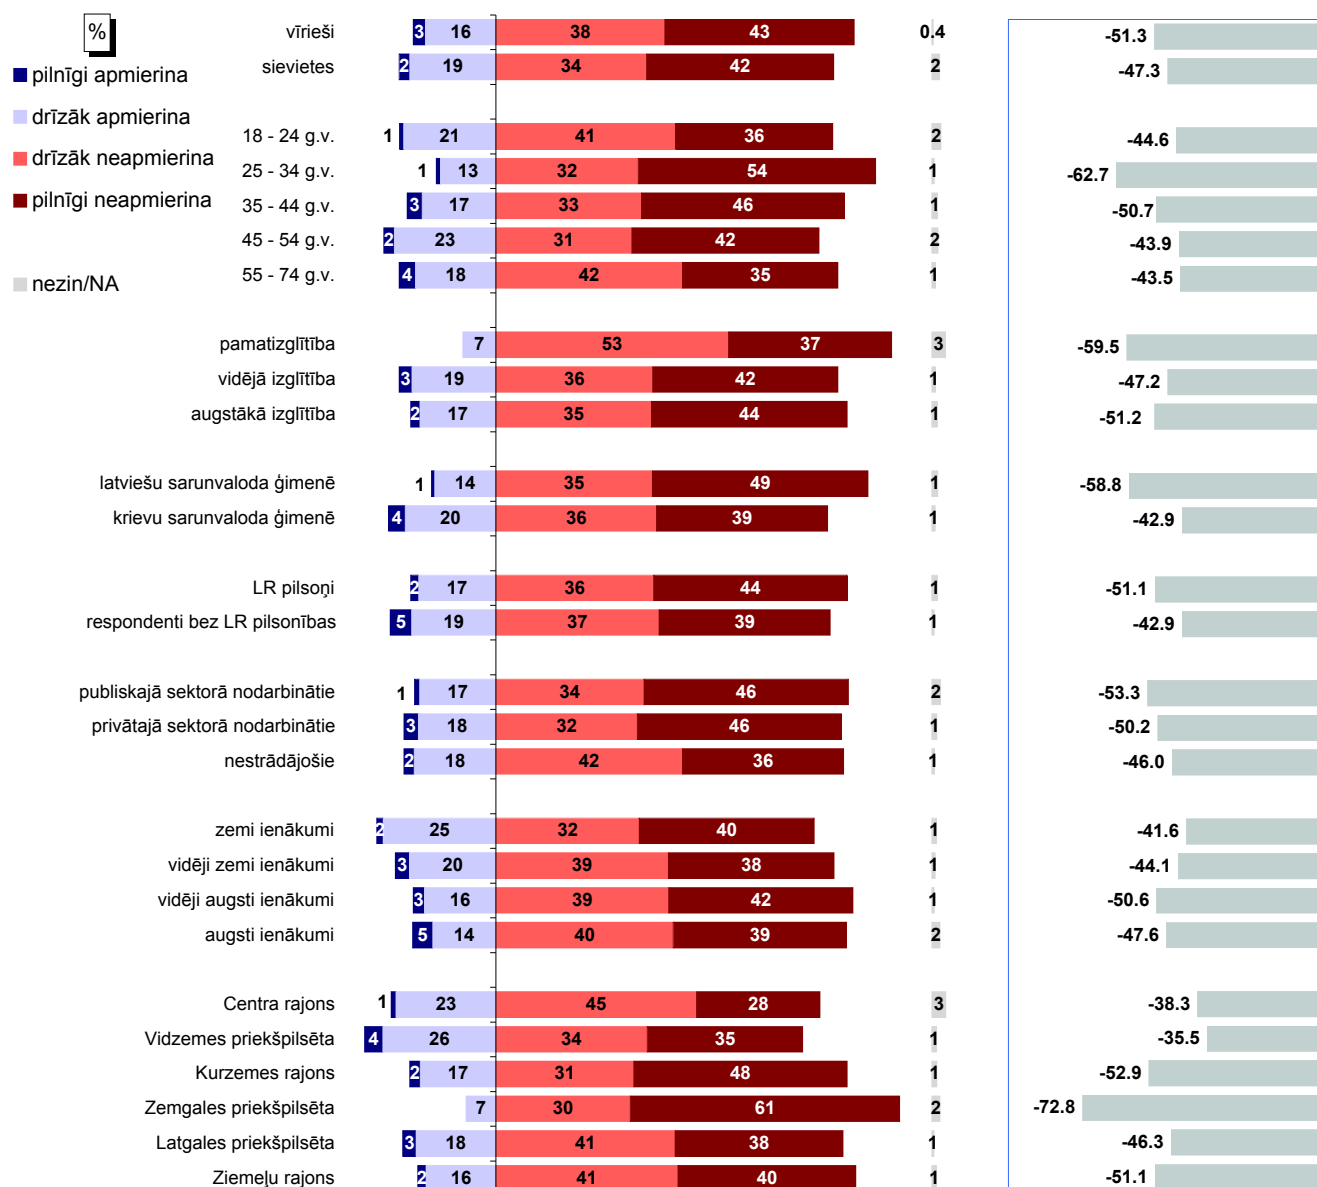 %
pilnīgi apmierina
drīzāk apmierina
drīzāk neapmierina
pilnīgi neapmierina
nezin/NA
vīrieši 3 16 38 43 0.4 -51.3
sievietes 2 19 34 42 2 -47.3
18 - 24 g.v. 1 21 41 36 2 -44.6
25 - 34 g.v. 1 13 32 54 1 -62.7
35 - 44 g.v. 3 17 33 46 1 -50.7
45 - 54 g.v. 2 23 31 42 2 -43.9
55 - 74 g.v. 4 18 42 35 1 -43.5
pamatizglītība 7 53 37 3 -59.5
vidējā izglītība 3 19 36 42 1 -47.2
augstākā izglītība 2 17 35 44 1 -51.2
latviešu sarunvaloda ģimenē 1 14 35 49 1 -58.8
krievu sarunvaloda ģimenē 4 20 36 39 1 -42.9
LR pilsoņi 2 17 36 44 1 -51.1
respondenti bez LR pilsonības 5 19 37 39 1 -42.9
publiskajā sektorā nodarbinātie 1 17 34 46 2 -53.3
privātajā sektorā nodarbinātie 3 18 32 46 1 -50.2
nestrādājošie 2 18 42 36 1 -46.0
zemi ienākumi 2 25 32 40 1 -41.6
vidēji zemi ienākumi 3 20 39 38 1 -44.1
vidēji augsti ienākumi 3 16 39 42 1 -50.6
augsti ienākumi 5 14 40 39 2 -47.6
Centra rajons 1 23 45 28 3 -38.3
Vidzemes priekšpilsēta 4 26 34 35 1 -35.5
Kurzemes rajons 2 17 31 48 1 -52.9
Zemgales priekšpilsēta 7 30 61 2 -72.8
Latgales priekšpilsēta 3 18 41 38 1 -46.3
Ziemeļu rajons 2 16 41 40 1 -51.1